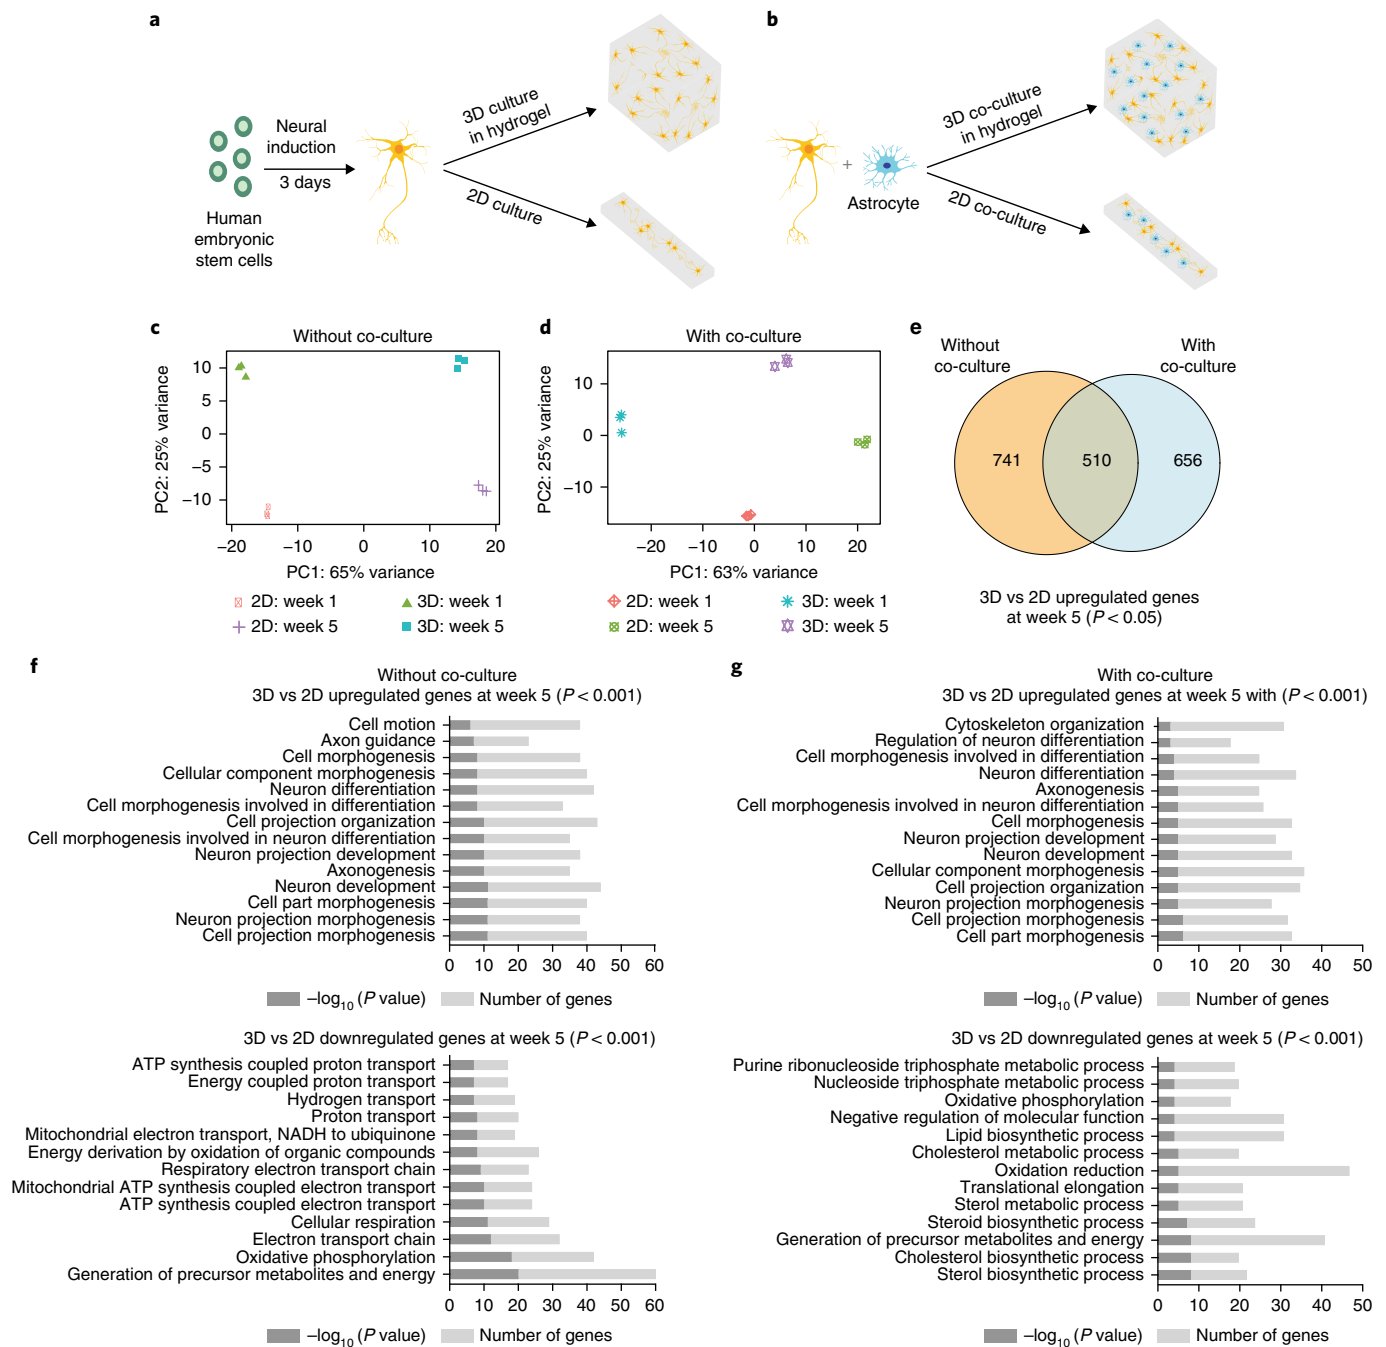 a
b
Human
embryonic
stem cells
Neural
induction
3 days
3D culture
in hydrogel
2D culture
+
Astrocyte
3D co-culture
in hydrogel
2D co-culture
c
Without co-culture
PC2: 25% variance
10
5
0
−5
−10
−20
−10
0
10
20
PC1: 65% variance
2D: week 1
3D: week 1
2D: week 5
3D: week 5
d
With co-culture
PC2: 25% variance
10
0
−10
−20
−10
0
10
20
PC1: 63% variance
2D: week 1
3D: week 1
2D: week 5
3D: week 5
e
Without
co-culture
With
co-culture
741
510
656
3D vs 2D upregulated genes
at week 5 (P < 0.05)
f
Without co-culture
3D vs 2D upregulated genes at week 5 (P < 0.001)
Cell motion
Axon guidance
Cell morphogenesis
Cellular component morphogenesis
Neuron differentiation
Cell morphogenesis involved in differentiation
Cell projection organization
Cell morphogenesis involved in neuron differentiation
Neuron projection development
Axonogenesis
Neuron development
Cell part morphogenesis
Neuron projection morphogenesis
Cell projection morphogenesis
0 10 20 30 40 50 60
−log10 (P value) Number of genes
3D vs 2D downregulated genes at week 5 (P < 0.001)
ATP synthesis coupled proton transport
Energy coupled proton transport
Hydrogen transport
Proton transport
Mitochondrial electron transport, NADH to ubiquinone
Energy derivation by oxidation of organic compounds
Respiratory electron transport chain
Mitochondrial ATP synthesis coupled electron transport
ATP synthesis coupled electron transport
Cellular respiration
Electron transport chain
Oxidative phosphorylation
Generation of precursor metabolites and energy
0 10 20 30 40 50 60
−log10 (P value) Number of genes
g
With co-culture
3D vs 2D upregulated genes at week 5 with (P < 0.001)
Cytoskeleton organization
Regulation of neuron differentiation
Cell morphogenesis involved in differentiation
Neuron differentiation
Axonogenesis
Cell morphogenesis involved in neuron differentiation
Cell morphogenesis
Neuron projection development
Neuron development
Cellular component morphogenesis
Cell projection organization
Neuron projection morphogenesis
Cell projection morphogenesis
Cell part morphogenesis
0 10 20 30 40 50
−log10 (P value) Number of genes
3D vs 2D downregulated genes at week 5 (P < 0.001)
Purine ribonucleoside triphosphate metabolic process
Nucleoside triphosphate metabolic process
Oxidative phosphorylation
Negative regulation of molecular function
Lipid biosynthetic process
Cholesterol metabolic process
Oxidation reduction
Translational elongation
Sterol metabolic process
Steroid biosynthetic process
Generation of precursor metabolites and energy
Cholesterol biosynthetic process
Sterol biosynthetic process
0 10 20 30 40 50
−log10 (P value) Number of genes